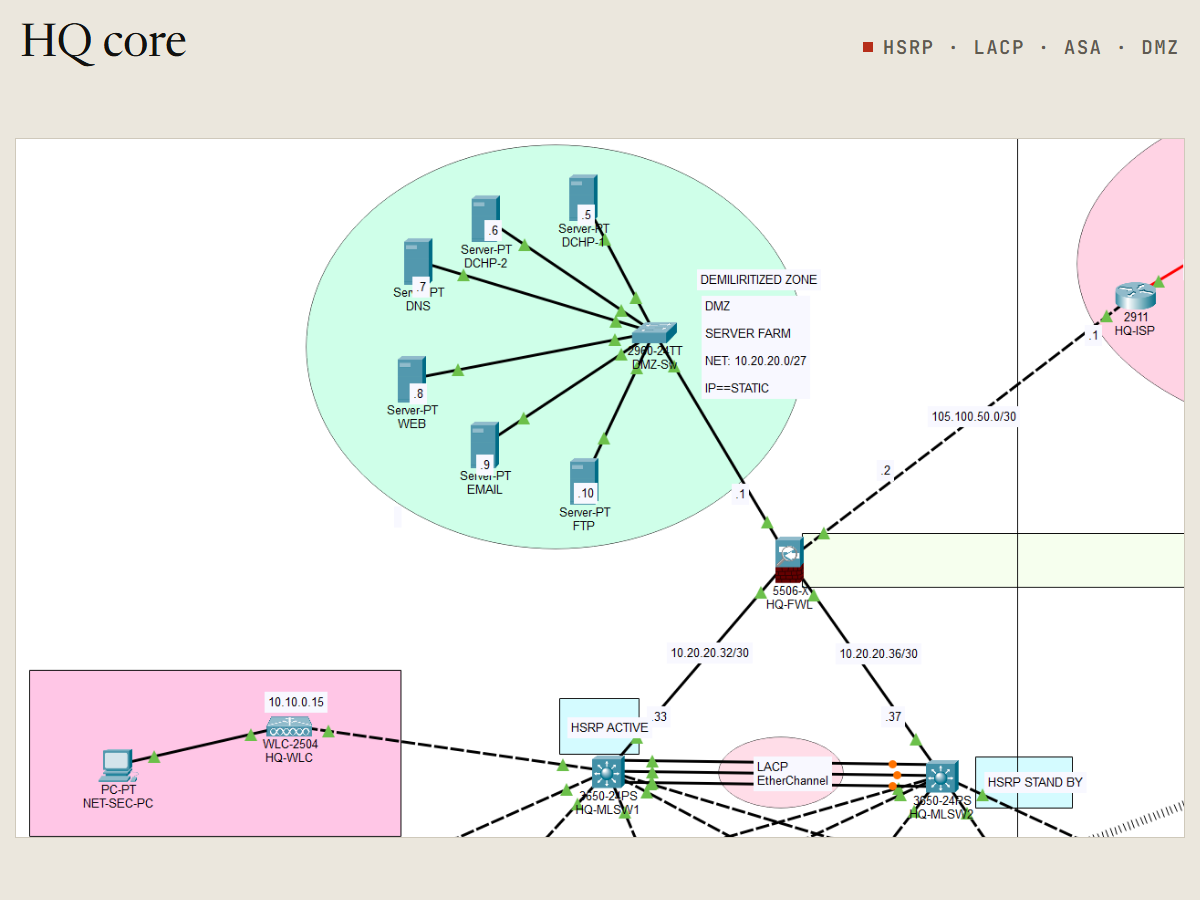 HQ core
HSRP · LACP · ASA · DMZ
.5
Server-PT
DCHP-1
.6
Server-PT
DCHP-2
.7
Server-PT
DNS
2960-24TT
DMZ-SW
DEMILIRITIZED ZONE
DMZ
SERVER FARM
NET: 10.20.20.0/27
IP==STATIC
2911
HQ-ISP
.1
.8
Server-PT
WEB
105.100.50.0/30
.2
.9
Server-PT
EMAIL
.10
Server-PT
FTP
.1
5506-X
HQ-FWL
10.20.20.32/30
10.20.20.36/30
10.10.0.15
WLC-2504
HQ-WLC
PC-PT
NET-SEC-PC
HSRP ACTIVE
.33
.37
LACP
EtherChannel
3650-24PS
HQ-MLSW1
3650-24PS
HQ-MLSW2
HSRP STAND BY